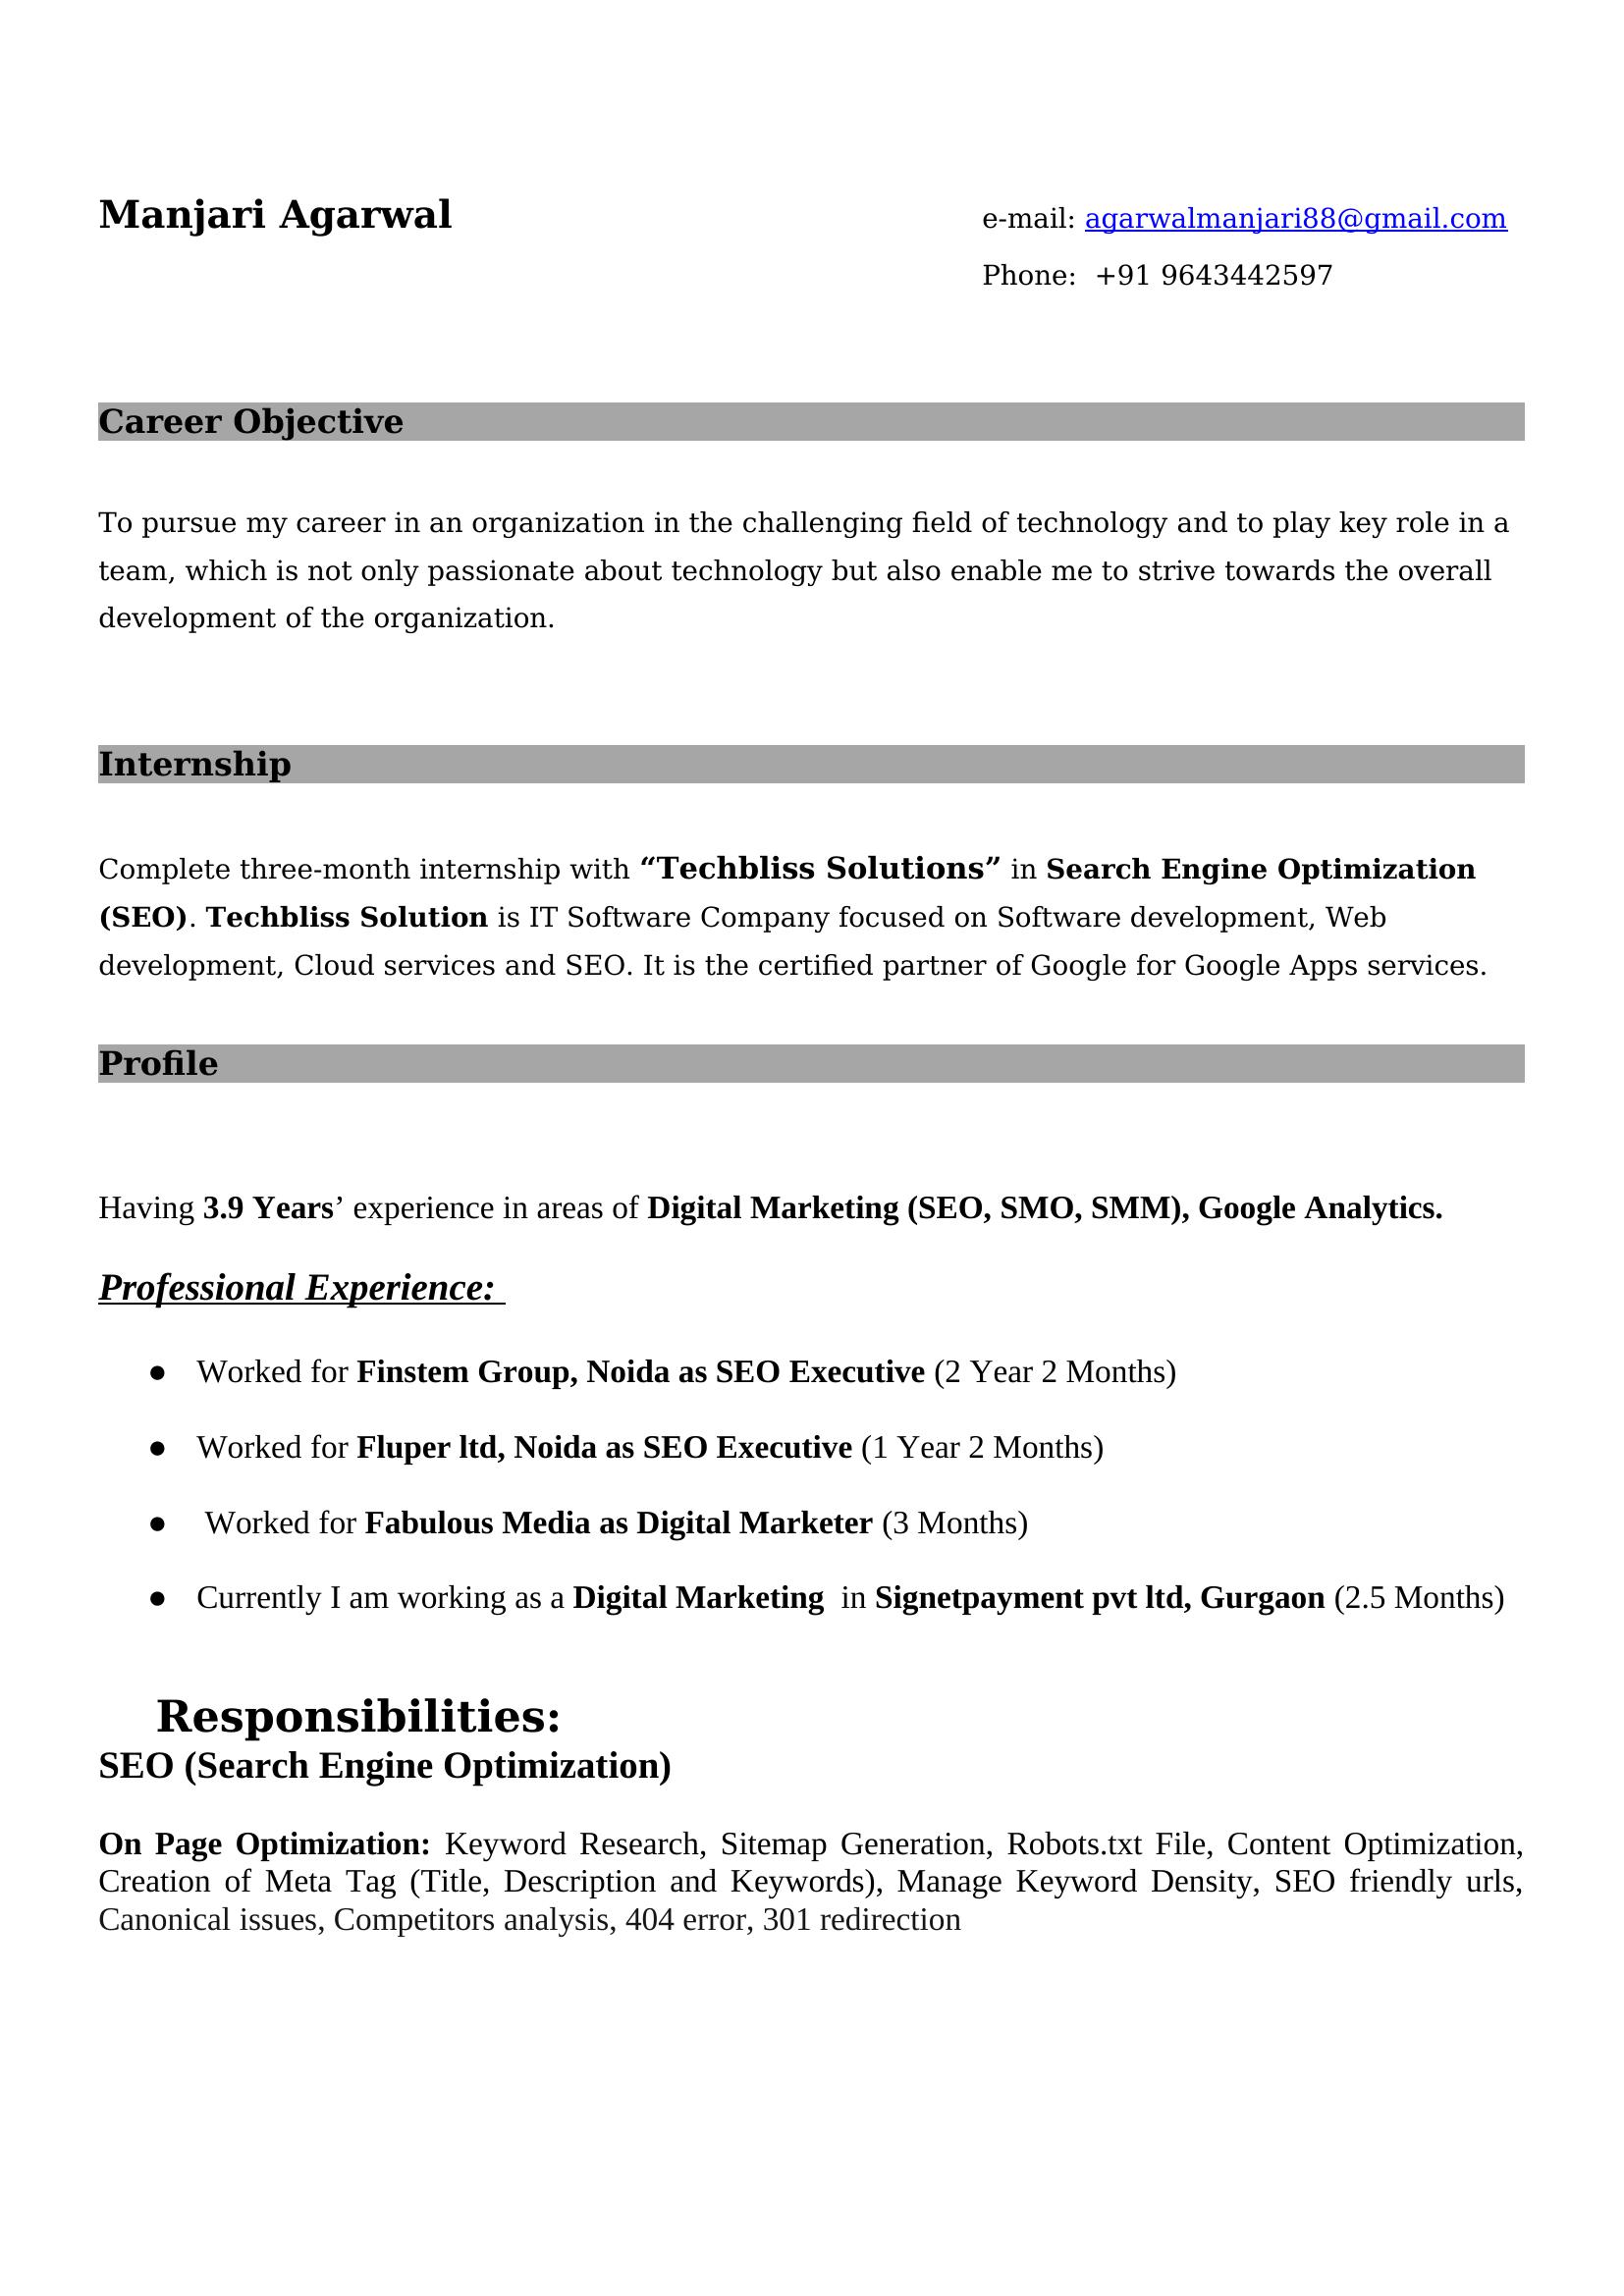 Manjari Agarwal e-mail: agarwalmanjari88@gmail.com
Phone: +91 9643442597
Career Objective
To pursue my career in an organization in the challenging field of technology and to play key role in a
team, which is not only passionate about technology but also enable me to strive towards the overall
development of the organization.
Internship
Complete three-month internship with “Techbliss Solutions” in Search Engine Optimization
(SEO). Techbliss Solution is IT Software Company focused on Software development, Web
development, Cloud services and SEO. It is the certified partner of Google for Google Apps services.
Profile
Having 3.9 Years’ experience in areas of Digital Marketing (SEO, SMO, SMM), Google Analytics.
Professional Experience:
● Worked for Finstem Group, Noida as SEO Executive (2 Year 2 Months)
● Worked for Fluper ltd, Noida as SEO Executive (1 Year 2 Months)
● Worked for Fabulous Media as Digital Marketer (3 Months)
● Currently I am working as a Digital Marketing in Signetpayment pvt ltd, Gurgaon (2.5 Months)
Responsibilities:
SEO (Search Engine Optimization)
On Page Optimization: Keyword Research, Sitemap Generation, Robots.txt File, Content Optimization,
Creation of Meta Tag (Title, Description and Keywords), Manage Keyword Density, SEO friendly urls,
Canonical issues, Competitors analysis, 404 error, 301 redirection